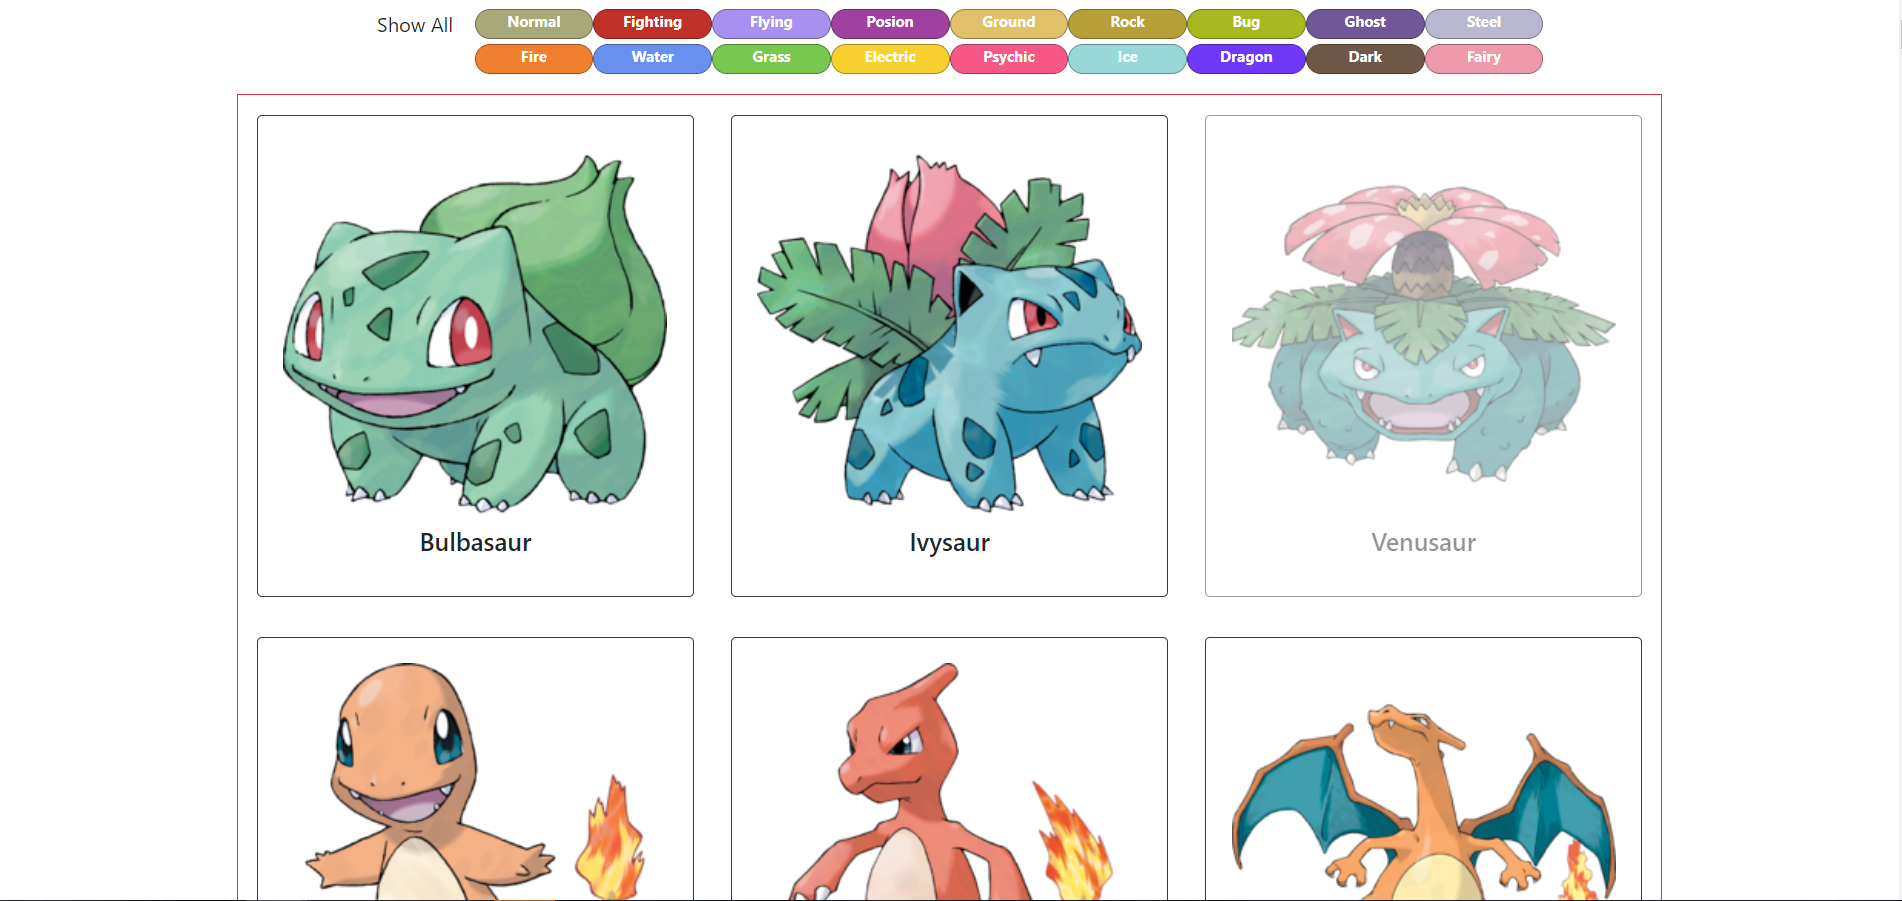 Show All Normal Fighting Flying Posion Ground Rock Bug Ghost Steel
Fire Water Grass Electric Psychic Ice Dragon Dark Fairy
Bulbasaur Ivysaur Venusaur